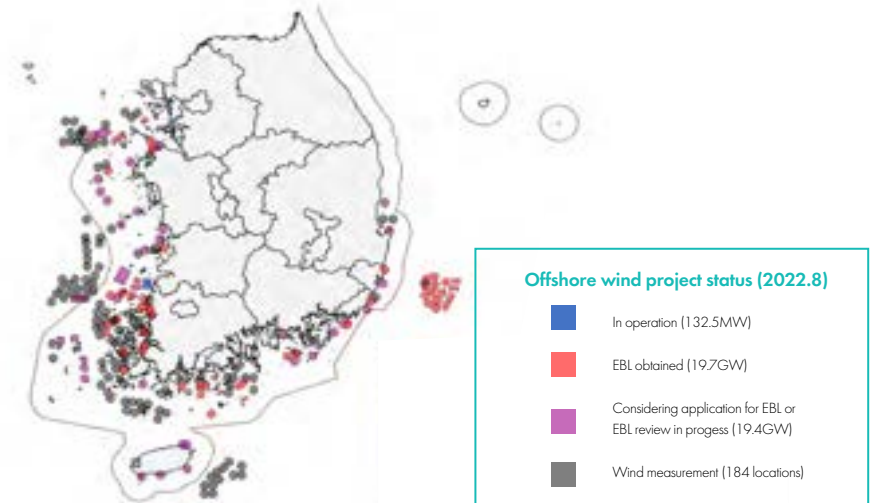 Offshore wind project status (2022.8)
In operation (132.5MW)
EBL obtained (19.7GW)
Considering application for EBL or
EBL review in progess (19.4GW)
Wind measurement (184 locations)